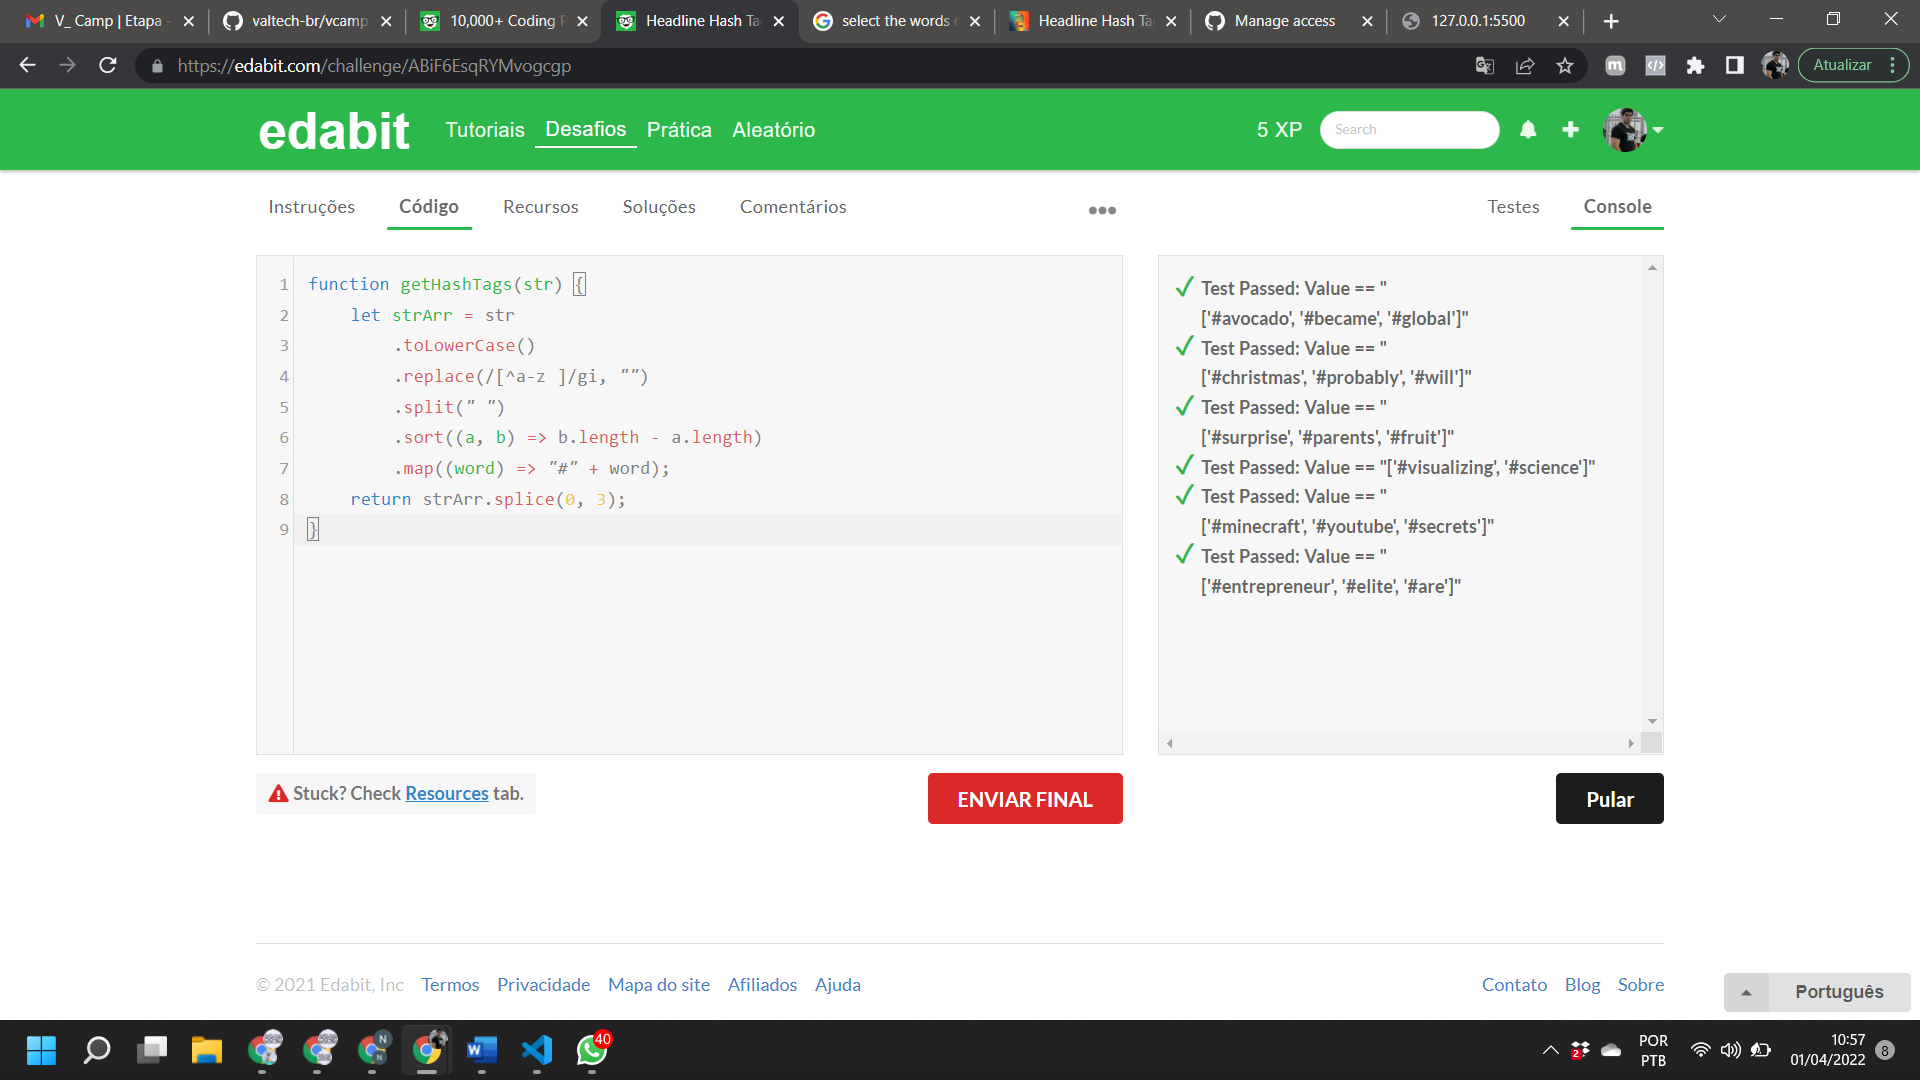 V_ Camp | Etapa -
valtech-br/vcamp
10,000+ Coding P
Headline Hash Ta
select the words
Headline Hash Ta
Manage access
127.0.0.1:5500
https://edabit.com/challenge/ABiF6EsqRYMvogcgp
Atualizar
edabit
Tutoriais
Desafios
Prática
Aleatório
5 XP
Search
Instruções
Código
Recursos
Soluções
Comentários
Testes
Console
1 function getHashTags(str) {
2 let strArr = str
3 .toLowerCase()
4 .replace(/[^a-z ]/gi, "")
5 .split(" ")
6 .sort((a, b) => b.length - a.length)
7 .map((word) => "#" + word);
8 return strArr.splice(0, 3);
9 }
Test Passed: Value == "
['#avocado', '#became', '#global']"
Test Passed: Value == "
['#christmas', '#probably', '#will']"
Test Passed: Value == "
['#surprise', '#parents', '#fruit']"
Test Passed: Value == "['#visualizing', '#science']"
Test Passed: Value == "
['#minecraft', '#youtube', '#secrets']"
Test Passed: Value == "
['#entrepreneur', '#elite', '#are']"
Stuck? Check Resources tab.
ENVIAR FINAL
Pular
© 2021 Edabit, Inc
Termos
Privacidade
Mapa do site
Afiliados
Ajuda
Contato
Blog
Sobre
Português
40
2
POR
PTB
10:57
01/04/2022
8